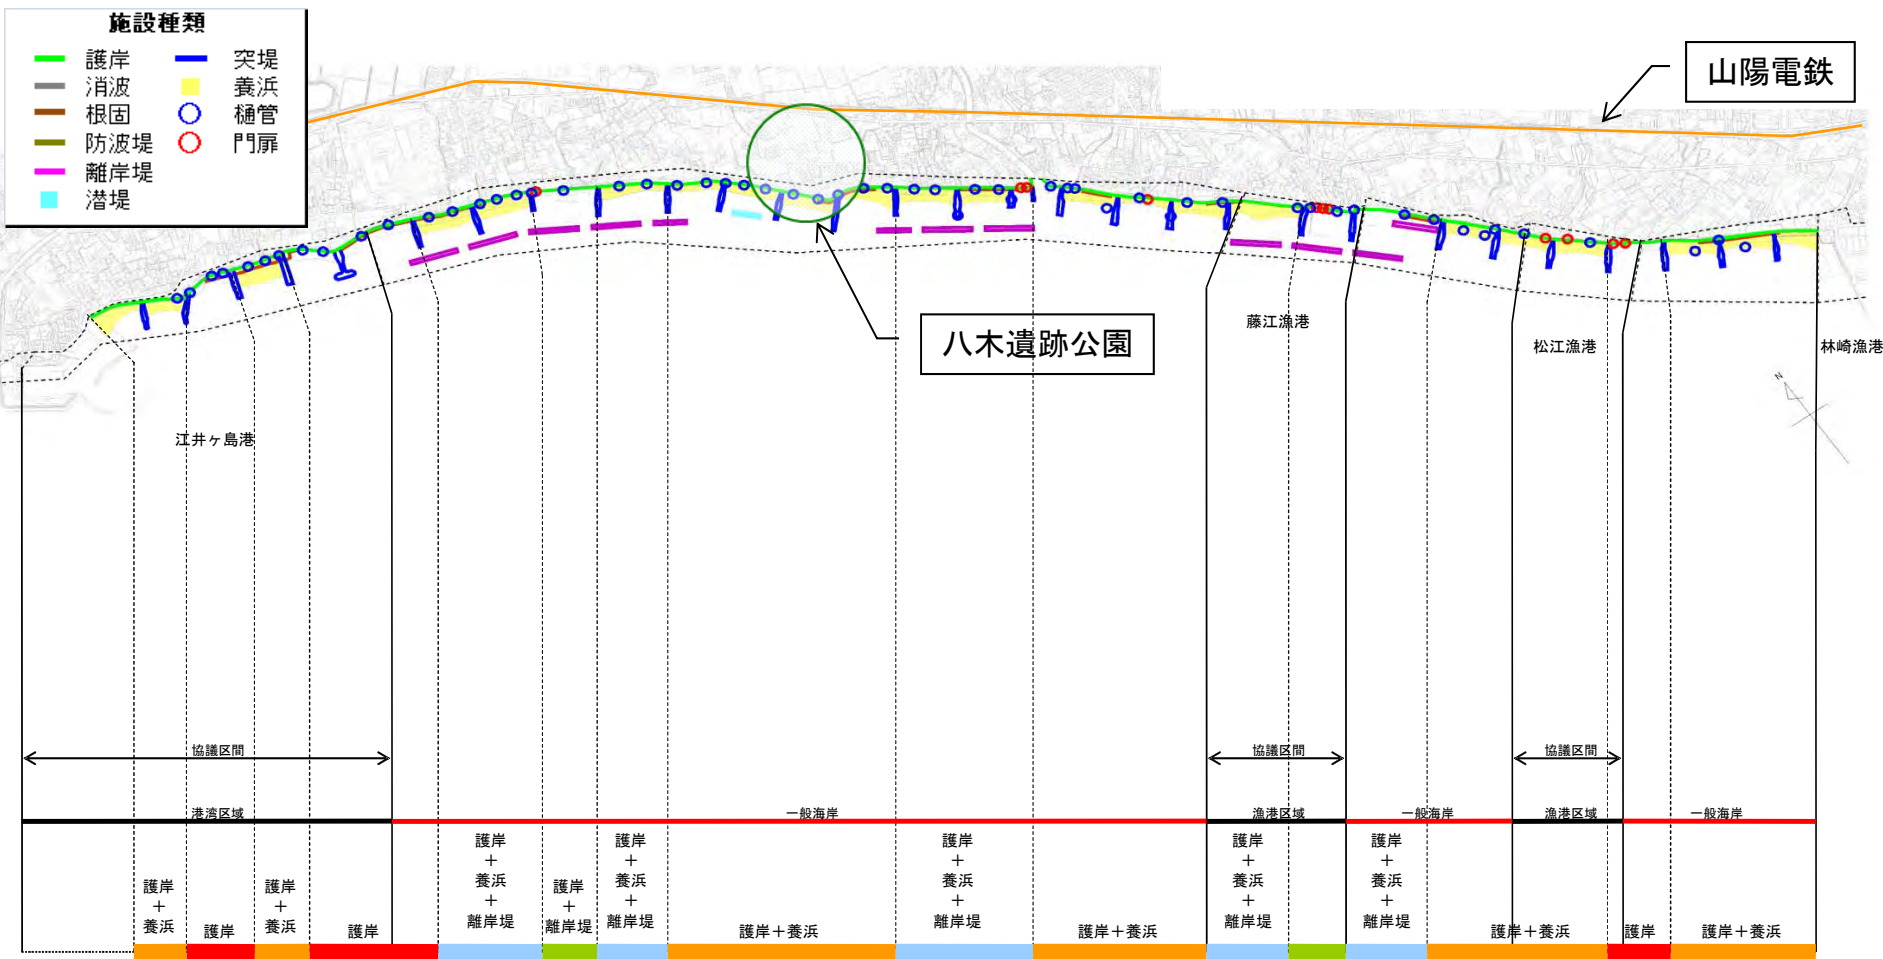 施設種類
護岸
突堤
消波
養浜
根固
樋管
防波堤
門扉
離岸堤
潜堤
山陽電鉄
八木遺跡公園
藤江漁港
松江漁港
林崎漁港
N
江井ヶ島港
協議区間
協議区間
協議区間
港湾区域
一般海岸
漁港区域
一般海岸
漁港区域
一般海岸
護岸
+
養浜
護岸
護岸
+
養浜
護岸
護岸
+
養浜
+
離岸堤
護岸
+
離岸堤
護岸
+
養浜
+
離岸堤
護岸+養浜
護岸
+
養浜
+
離岸堤
護岸+養浜
護岸
+
養浜
+
離岸堤
護岸
+
養浜
+
離岸堤
護岸+養浜
護岸
護岸+養浜